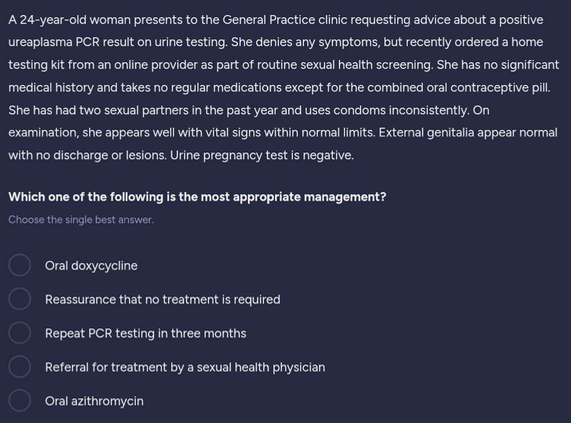 A 24-year-old woman presents to the General Practice clinic requesting advice about a positive
ureaplasma PCR result on urine testing. She denies any symptoms, but recently ordered a home
testing kit from an online provider as part of routine sexual health screening. She has no significant
medical history and takes no regular medications except for the combined oral contraceptive pill.
She has had two sexual partners in the past year and uses condoms inconsistently. On
examination, she appears well with vital signs within normal limits. External genitalia appear normal
with no discharge or lesions. Urine pregnancy test is negative.
Which one of the following is the most appropriate management?
Choose the single best answer.
Oral doxycycline
Reassurance that no treatment is required
Repeat PCR testing in three months
Referral for treatment by a sexual health physician
Oral azithromycin